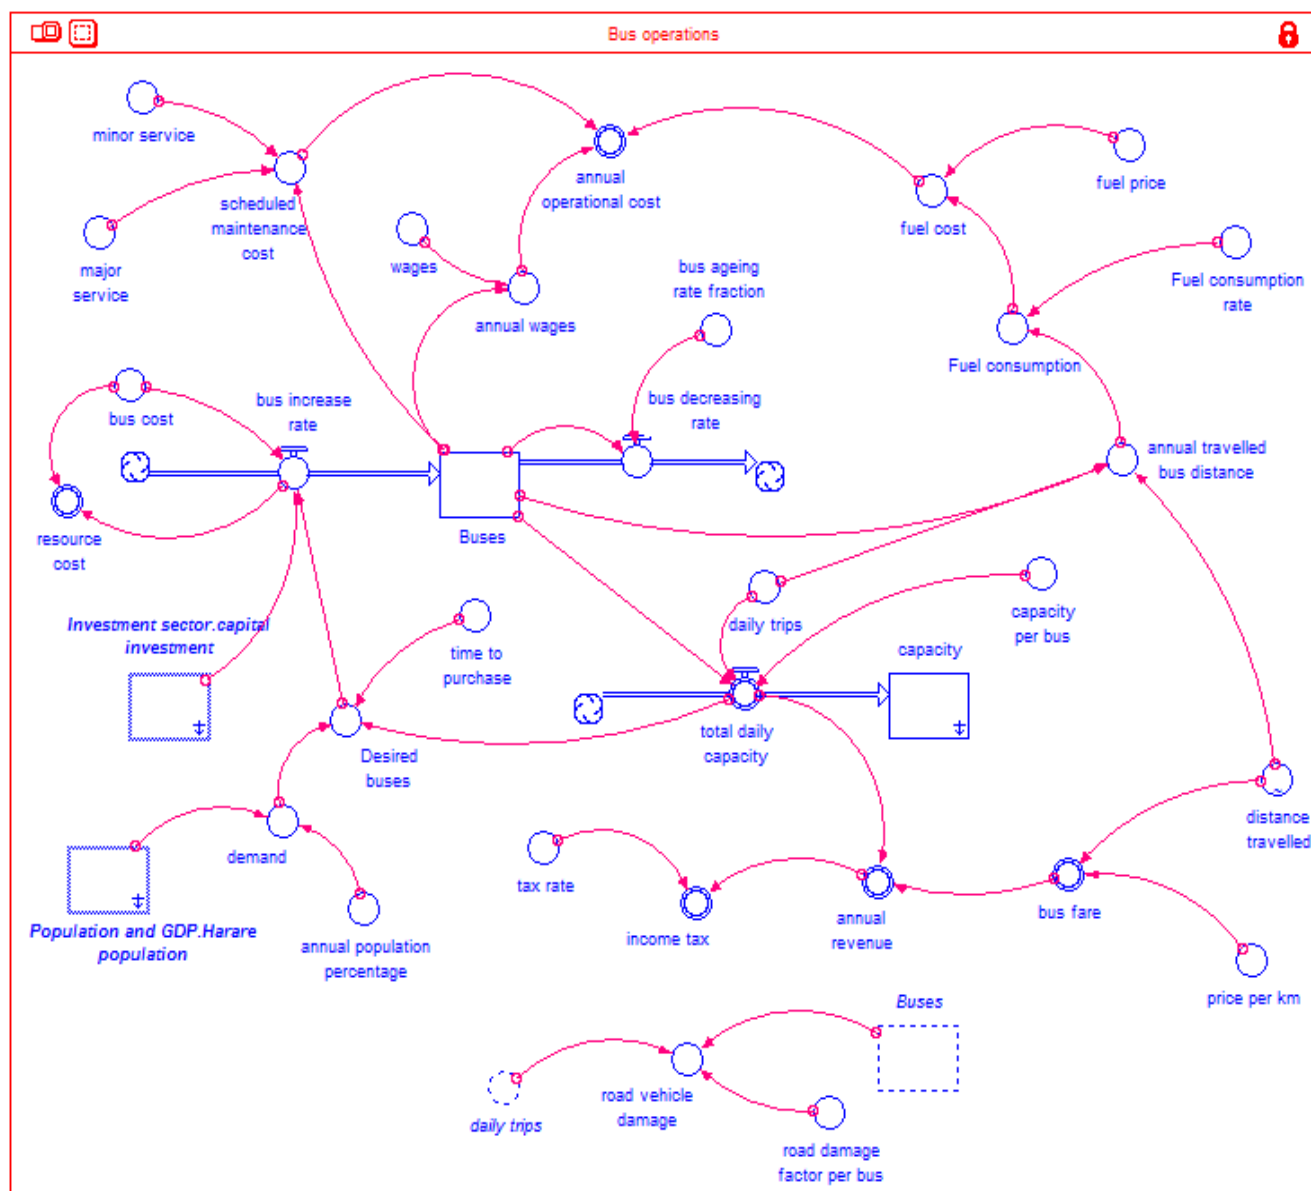 Bus operations
minor service
annual
operational cost
fuel price
scheduled
maintenance
cost
fuel cost
major
service
wages
bus ageing
rate fraction
Fuel consumption
rate
annual wages
Fuel consumption
bus cost
bus increase
rate
bus decreasing
rate
annual travelled
bus distance
resource
cost
Buses
Investment sector.capital
investment
time to
purchase
daily trips
capacity
per bus
capacity
Desired
buses
total daily
capacity
distance
travelled
demand
tax rate
bus fare
Population and GDP.Harare
population
annual population
percentage
income tax
annual
revenue
price per km
Buses
daily trips
road vehicle
damage
road damage
factor per bus